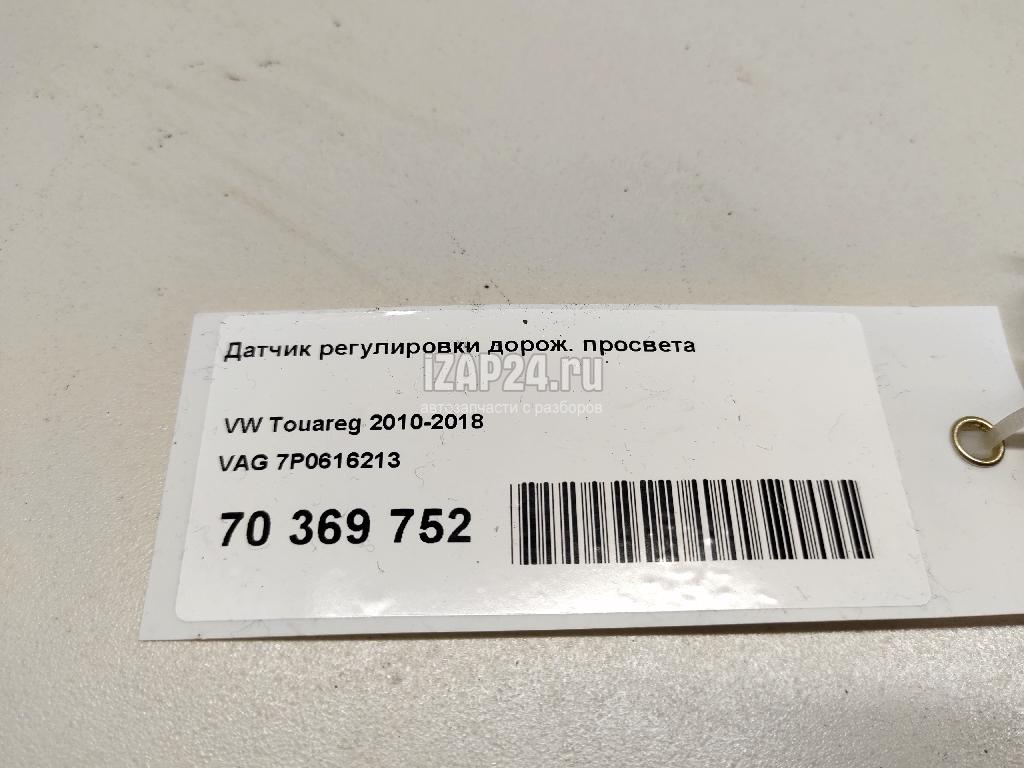 Датчик регулировки дорож. просвета
iZAP24.ru
автозапчасти с разборов
VW Touareg 2010-2018
VAG 7P0616213
70 369 752